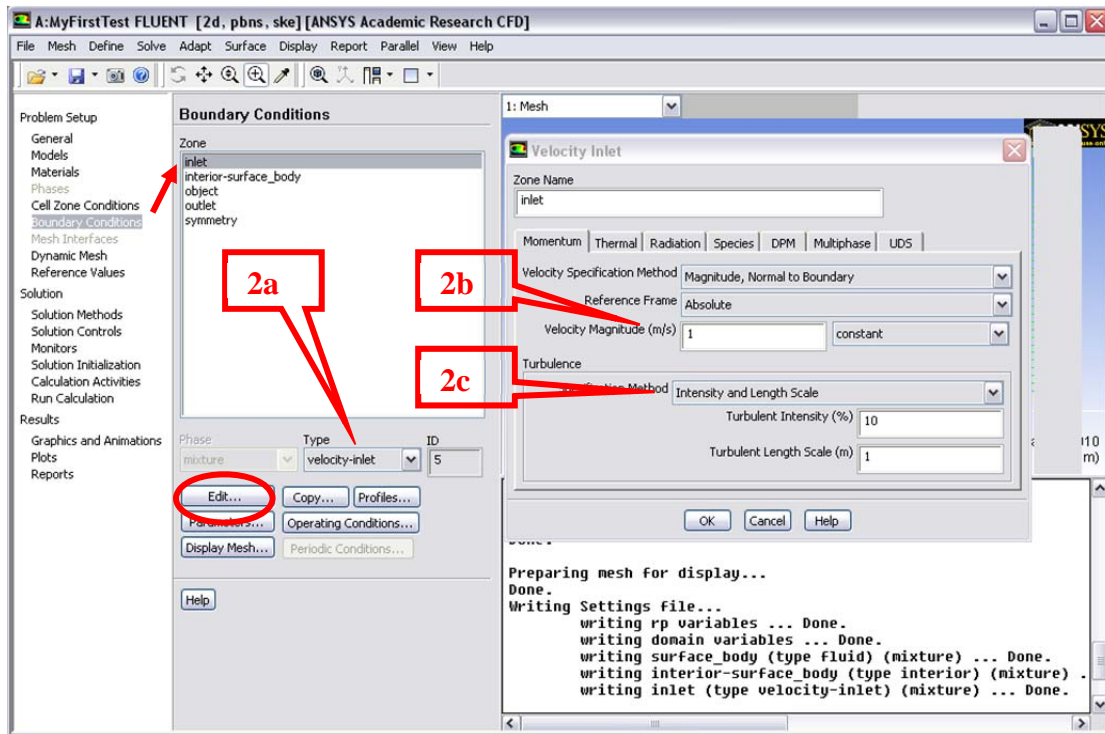 A:MyFirstTest FLUENT [2d, pbns, ske] [ANSYS Academic Research CFD]
File Mesh Define Solve Adapt Surface Display Report Parallel View Help
Problem Setup
General
Models
Materials
Phases
Cell Zone Conditions
Boundary Conditions
Mesh Interfaces
Dynamic Mesh
Reference Values
Solution
Solution Methods
Solution Controls
Monitors
Solution Initialization
Calculation Activities
Run Calculation
Results
Graphics and Animations
Plots
Reports
Boundary Conditions
Zone
inlet
interior-surface_body
object
outlet
symmetry
2a
Phase Type ID
mixture velocity-inlet 5
Edit... Copy... Profiles...
Parameters... Operating Conditions...
Display Mesh... Periodic Conditions...
Help
1: Mesh
Velocity Inlet
Zone Name
inlet
Momentum Thermal Radiation Species DPM Multiphase UDS
Velocity Specification Method Magnitude, Normal to Boundary
2b
Reference Frame Absolute
Velocity Magnitude (m/s) 1 constant
Turbulence
2c
Method Intensity and Length Scale
Turbulent Intensity (%) 10
Turbulent Length Scale (m) 1
OK Cancel Help
Done.
Preparing mesh for display...
Done.
Writing Settings file...
writing rp variables ... Done.
writing domain variables ... Done.
writing surface_body (type fluid) (mixture) ... Done.
writing interior-surface_body (type interior) (mixture) .
writing inlet (type velocity-inlet) (mixture) ... Done.